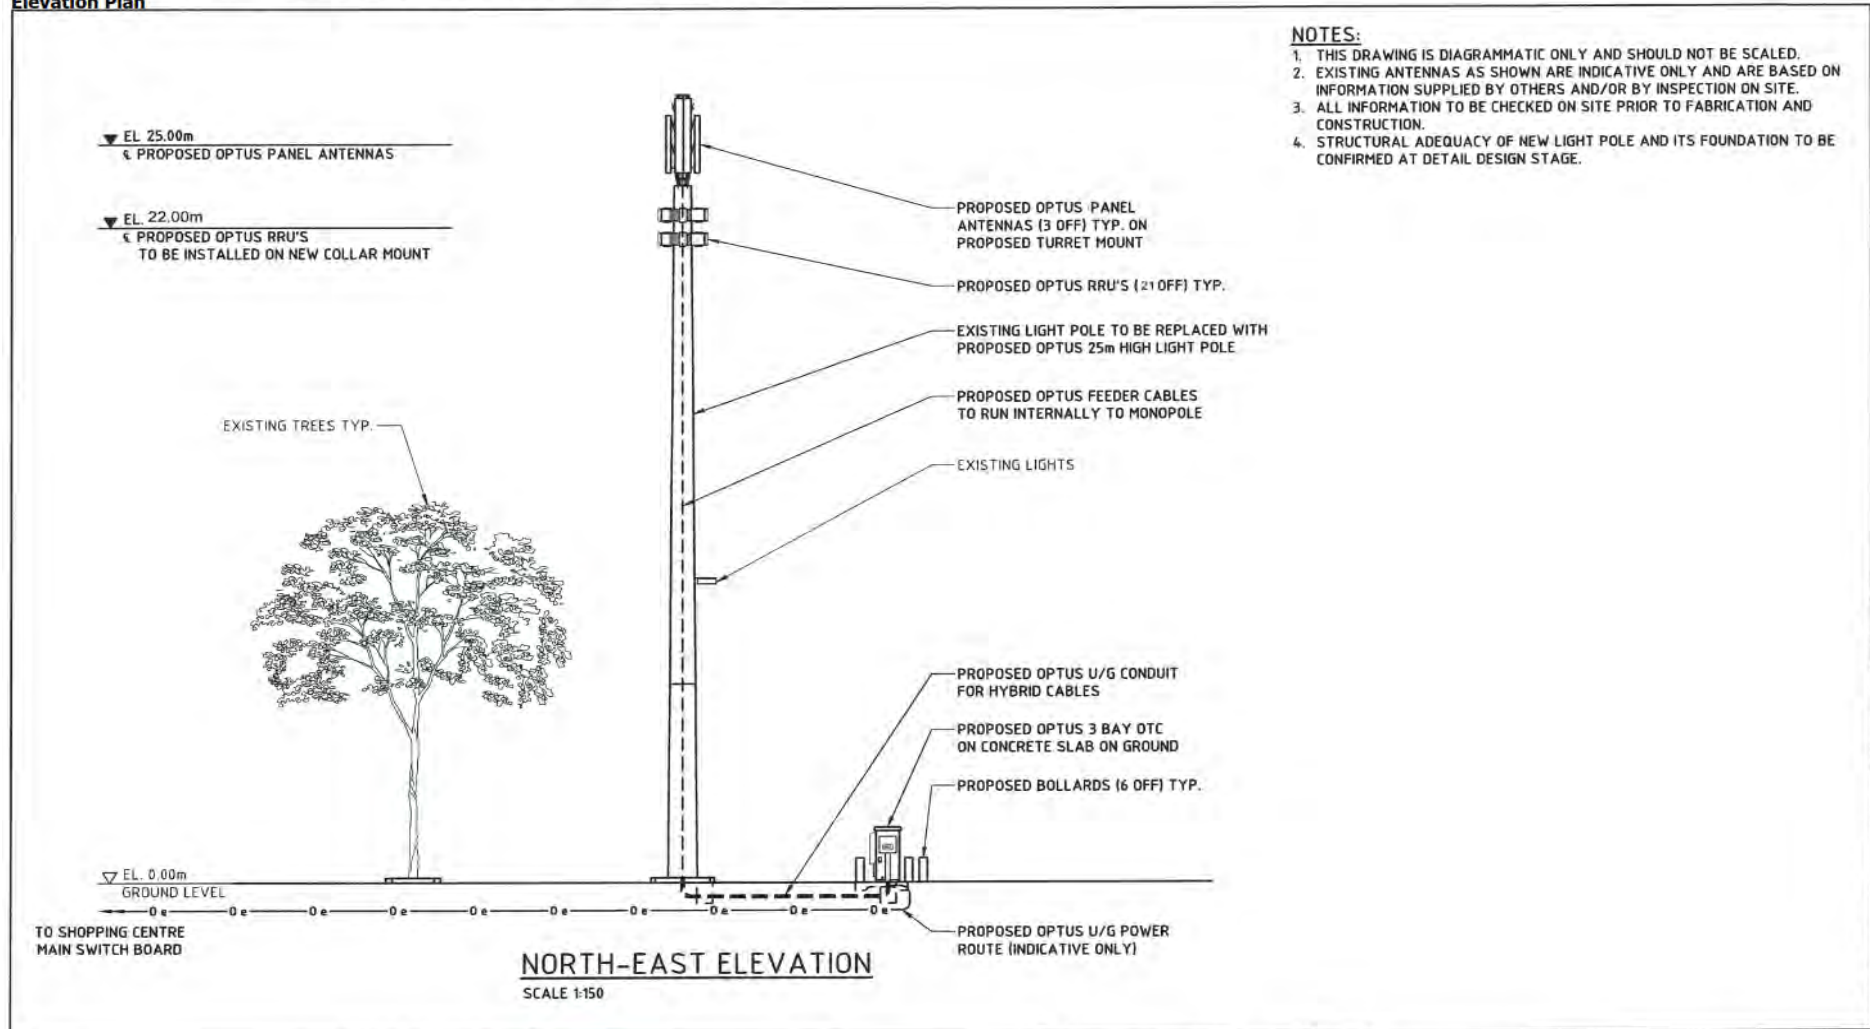 Elevation Plan
NOTES:
1. THIS DRAWING IS DIAGRAMMATIC ONLY AND SHOULD NOT BE SCALED.
2. EXISTING ANTENNAS AS SHOWN ARE INDICATIVE ONLY AND ARE BASED ON
INFORMATION SUPPLIED BY OTHERS AND/OR BY INSPECTION ON SITE.
3. ALL INFORMATION TO BE CHECKED ON SITE PRIOR TO FABRICATION AND
CONSTRUCTION.
4. STRUCTURAL ADEQUACY OF NEW LIGHT POLE AND ITS FOUNDATION TO BE
CONFIRMED AT DETAIL DESIGN STAGE.
EL 25.00m
℄ PROPOSED OPTUS PANEL ANTENNAS
EL. 22.00m
℄ PROPOSED OPTUS RRU'S
TO BE INSTALLED ON NEW COLLAR MOUNT
PROPOSED OPTUS PANEL
ANTENNAS (3 OFF) TYP. ON
PROPOSED TURRET MOUNT
PROPOSED OPTUS RRU'S (21OFF) TYP.
EXISTING LIGHT POLE TO BE REPLACED WITH
PROPOSED OPTUS 25m HIGH LIGHT POLE
PROPOSED OPTUS FEEDER CABLES
TO RUN INTERNALLY TO MONOPOLE
EXISTING TREES TYP.
EXISTING LIGHTS
PROPOSED OPTUS U/G CONDUIT
FOR HYBRID CABLES
PROPOSED OPTUS 3 BAY OTC
ON CONCRETE SLAB ON GROUND
PROPOSED BOLLARDS (6 OFF) TYP.
EL. 0.00m
GROUND LEVEL
O e O e O e O e O e O e O e O e O e O e
TO SHOPPING CENTRE
MAIN SWITCH BOARD
PROPOSED OPTUS U/G POWER
ROUTE (INDICATIVE ONLY)
NORTH-EAST ELEVATION
SCALE 1:150